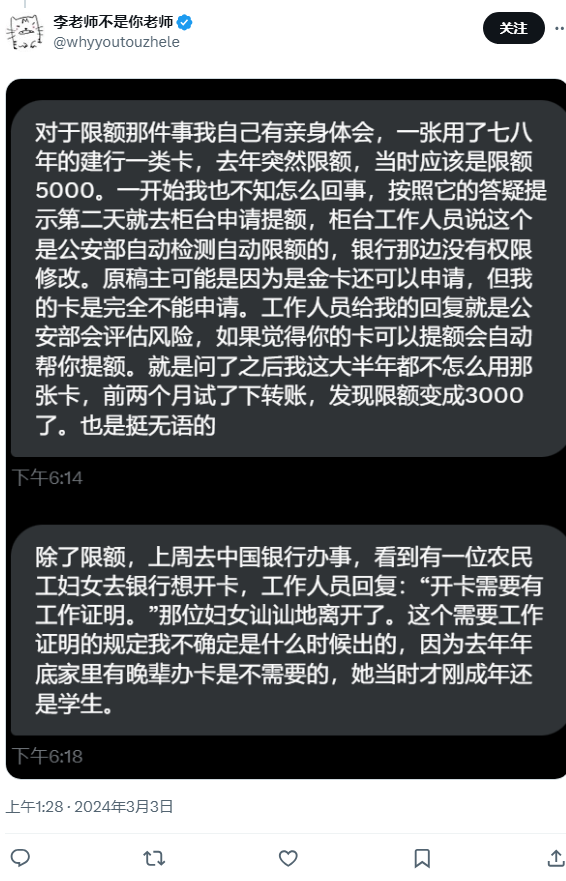 李老师不是你老师
关注
@whyyoutouzhele
对于限额那件事我自己有亲身体会，一张用了七八
年的建行一类卡，去年突然限额，当时应该是限额
5000。一开始我也不知怎么回事，按照它的答疑提
示第二天就去柜台申请提额，柜台工作人员说这个
是公安部自动检测自动限额的，银行那边没有权限
修改。原稿主可能是因为是金卡还可以申请，但我
的卡是完全不能申请。工作人员给我的回复就是公
安部会评估风险，如果觉得你的卡可以提额会自动
帮你提额。就是问了之后我这大半年都不怎么用那
张卡，前两个月试了下转账，发现限额变成3000
了。也是挺无语的
下午6:14
除了限额，上周去中国银行办事，看到有一位农民
工妇女去银行想开卡，工作人员回复：“开卡需要有
工作证明。”那位妇女讪讪地离开了。这个需要工作
证明的规定我不确定是什么时候出的，因为去年年
底家里有晚辈办卡是不需要的，她当时才刚成年还
是学生。
下午6:18
上午1:28 · 2024年3月3日